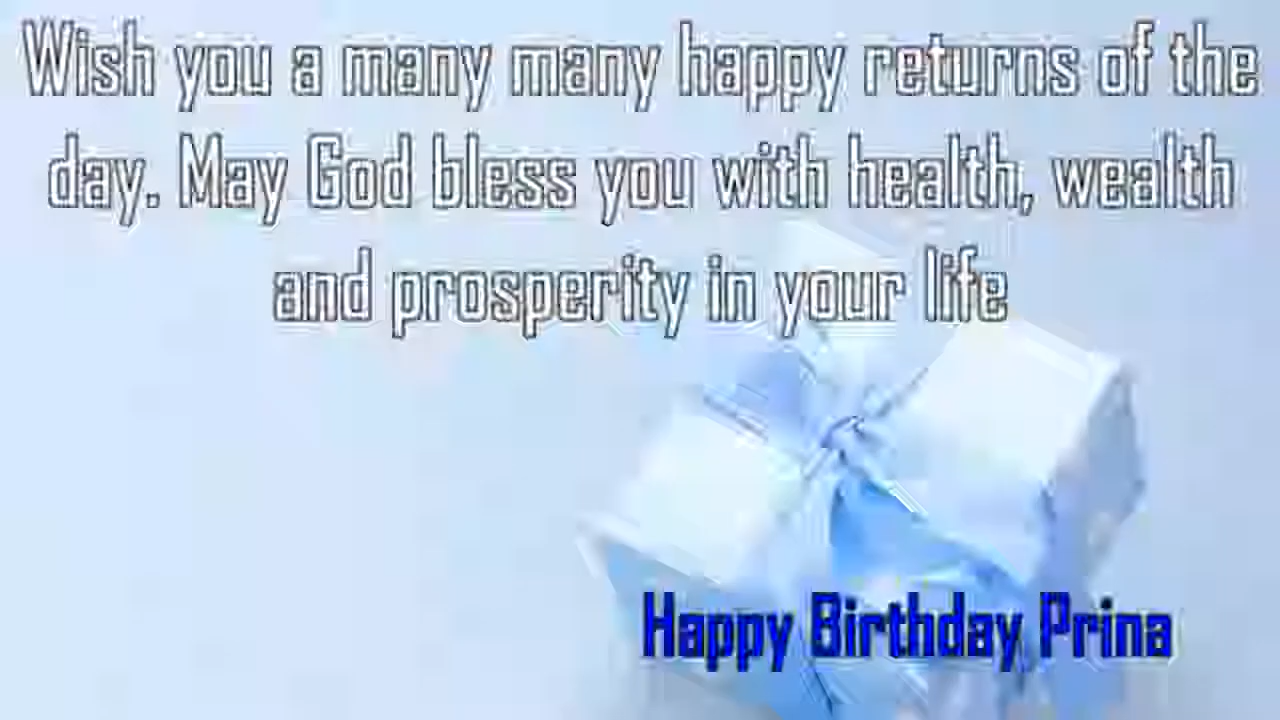 Wish you a many many happy returns of the
day. May God bless you with health, wealth
and prosperity in your life
Happy Birthday Prina